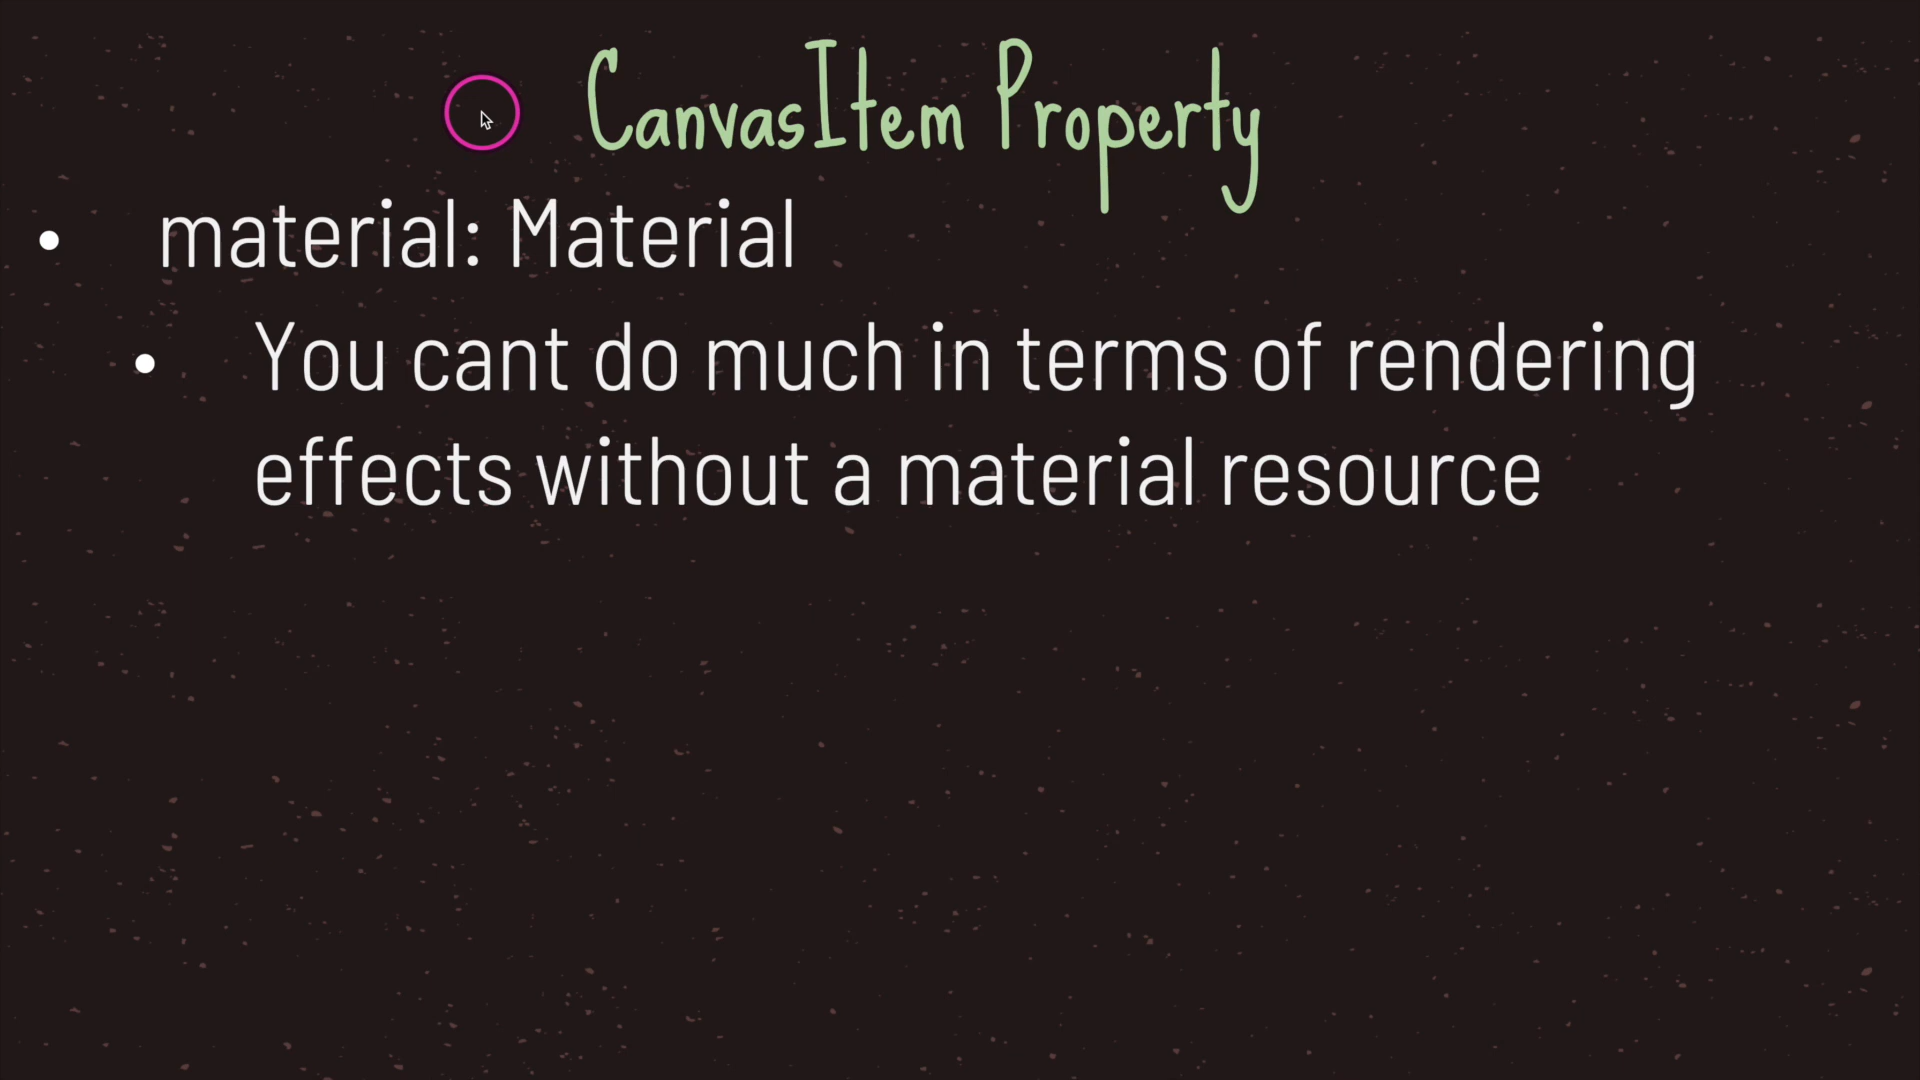 CanvasItem Property
• material: Material
• You cant do much in terms of rendering
effects without a material resource